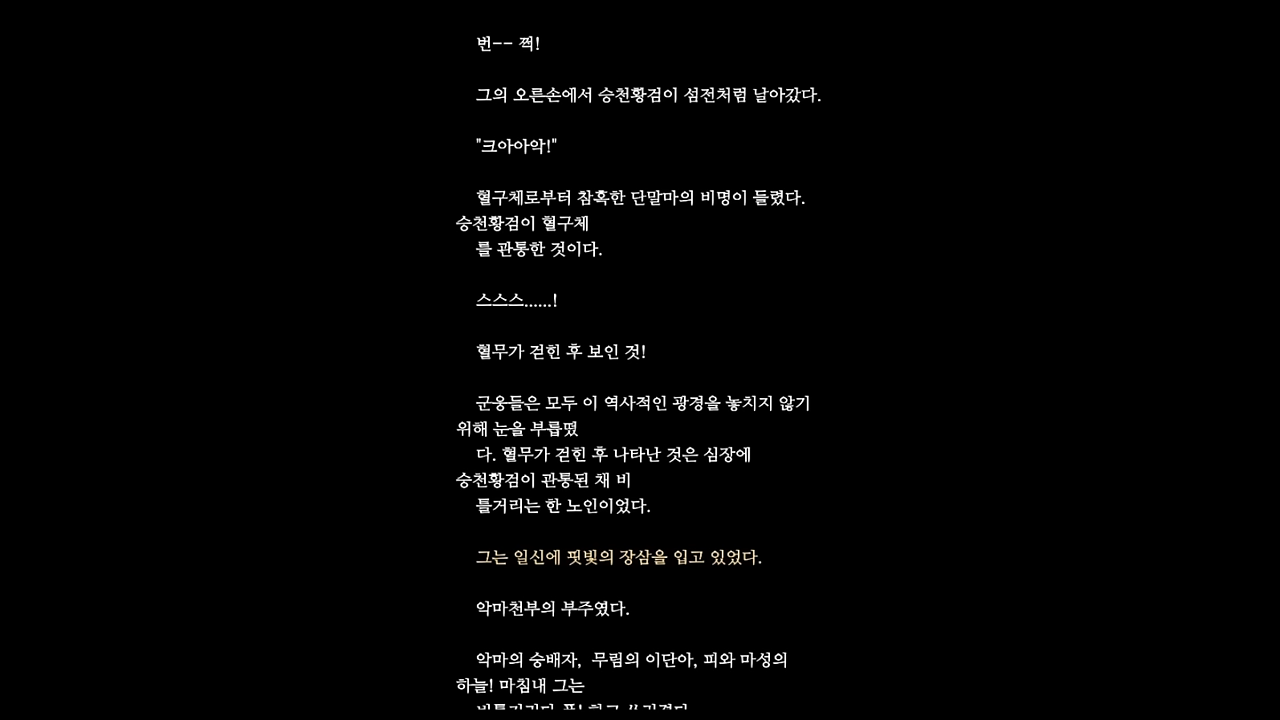 번-- 쩍!
그의 오른손에서 승천황검이 섬전처럼 날아갔다.
"크아아악!"
혈구체로부터 참혹한 단말마의 비명이 들렸다.
승천황검이 혈구체
를 관통한 것이다.
스스스......!
혈무가 걷힌 후 보인 것!
군웅들은 모두 이 역사적인 광경을 놓치지 않기
위해 눈을 부릅떴
다. 혈무가 걷힌 후 나타난 것은 심장에
승천황검이 관통된 채 비
틀거리는 한 노인이었다.
그는 일신에 핏빛의 장삼을 입고 있었다.
악마천부의 부주였다.
악마의 숭배자, 무림의 이단아, 피와 마성의
하늘! 마침내 그는